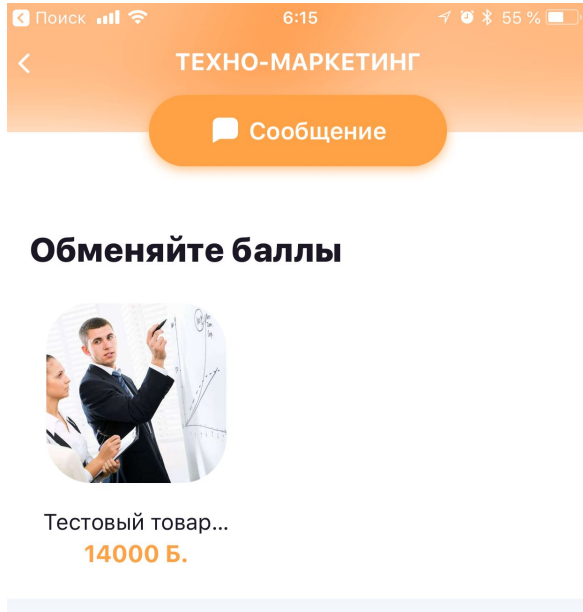 Поиск 6:15 55 %
ТЕХНО-МАРКЕТИНГ
Сообщение
Обменяйте баллы
Тестовый товар...
14000 Б.